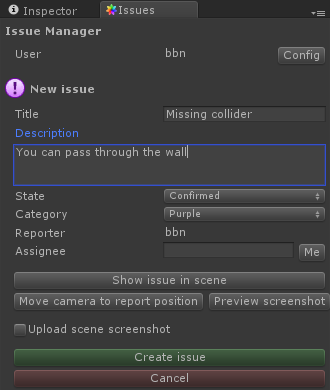 Inspector Issues
Issue Manager
User bbn Config
New issue
Title Missing collider
Description
You can pass through the wall
State Confirmed
Category Purple
Reporter bbn
Assignee Me
Show issue in scene
Move camera to report position Preview screenshot
Upload scene screenshot
Create issue
Cancel